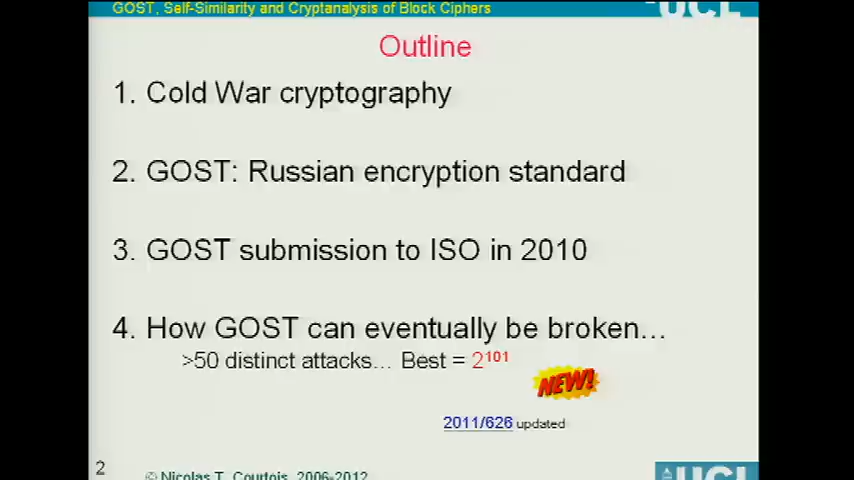 GOST, Self-Similarity and Cryptanalysis of Block Ciphers
UCL
Outline
1. Cold War cryptography
2. GOST: Russian encryption standard
3. GOST submission to ISO in 2010
4. How GOST can eventually be broken…
>50 distinct attacks… Best = 2¹⁰¹
NEW!
2011/626 updated
2
© Nicolas T. Courtois, 2006-2012
UCL